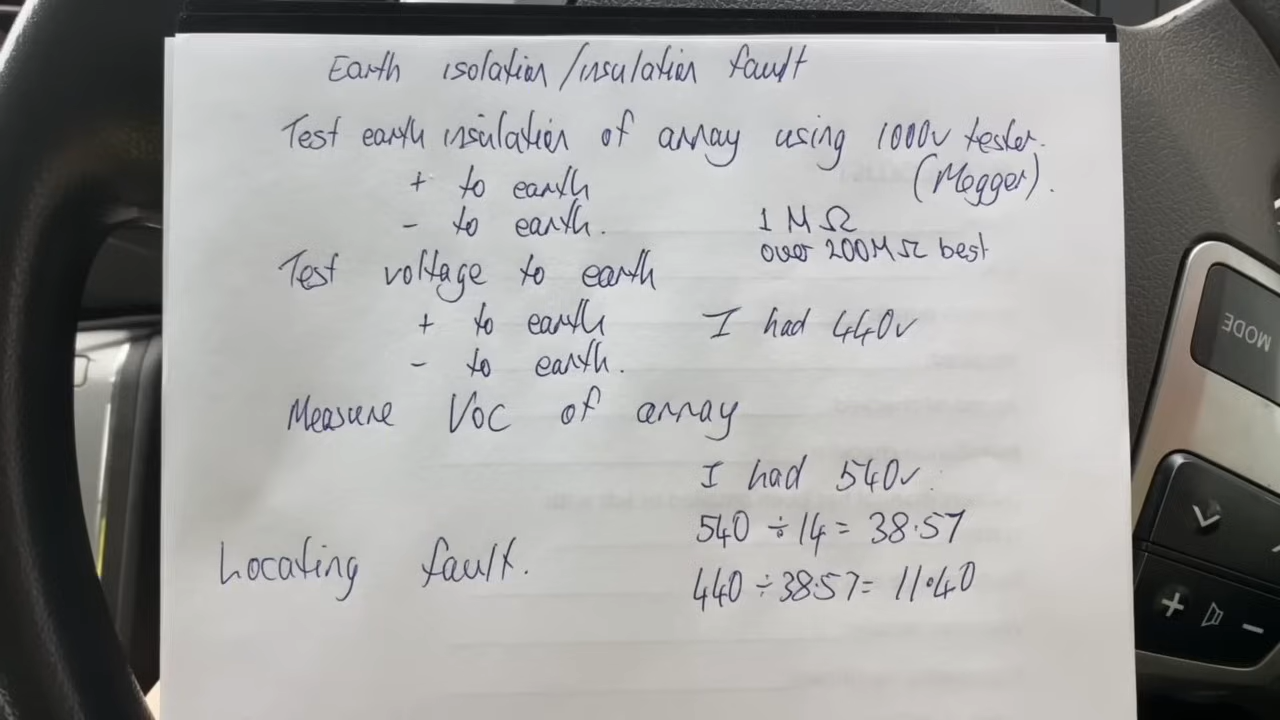 Earth isolation/insulation fault
Test earth insulation of array using 1000v tester.
(Megger).
+ to earth
- to earth.
1 M Ω
over 200MΩ best
Test voltage to earth
+ to earth
I had 440v
- to earth.
Measure Voc of array
I had 540v.
540 ÷ 14 = 38.57
Locating fault.
440 ÷ 38.57 = 11.40
MODE
+
-